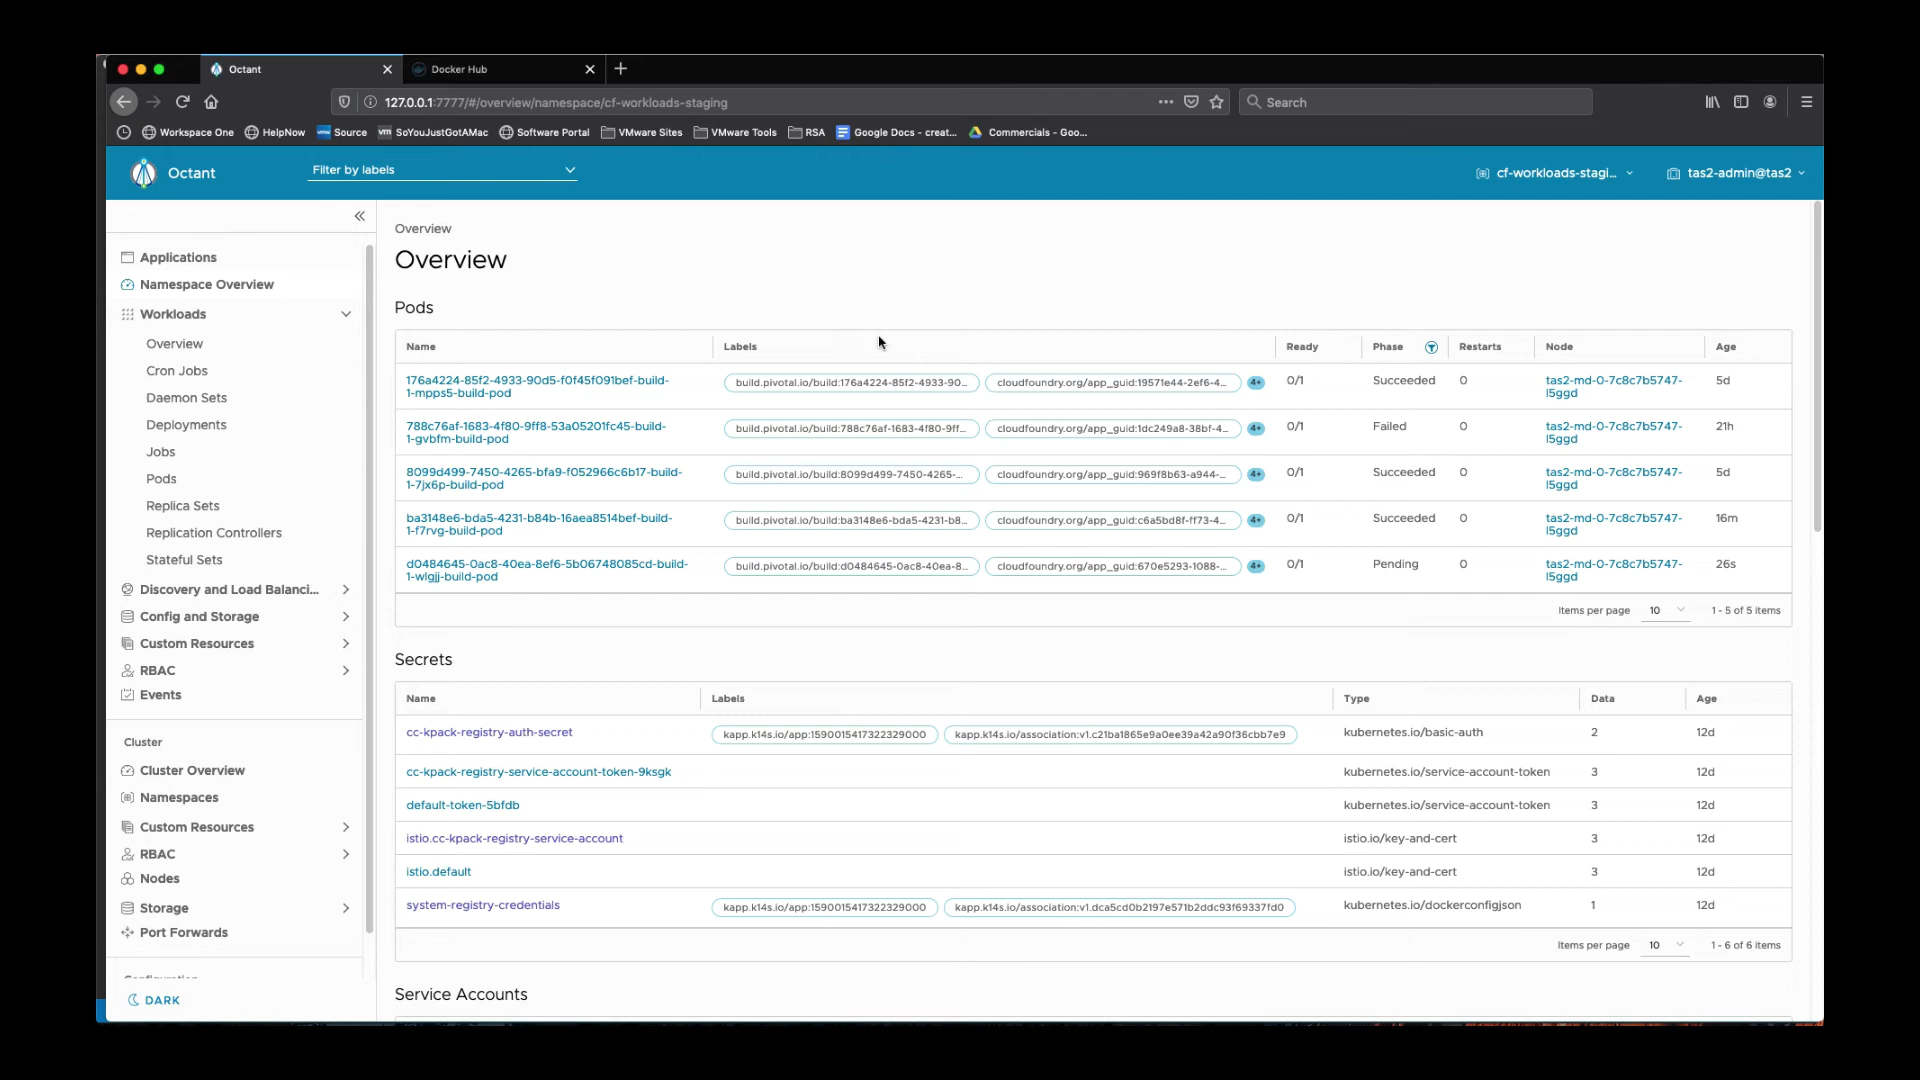 Octant
Docker Hub
127.0.0.1:7777/#/overview/namespace/cf-workloads-staging
Search
Workspace One
HelpNow
Source
SoYouJustGotAMac
Software Portal
VMware Sites
VMware Tools
RSA
Google Docs - creat...
Commercials - Goo...
Octant
Filter by labels
cf-workloads-stagi...
tas2-admin@tas2
Applications
Namespace Overview
Workloads
Overview
Cron Jobs
Daemon Sets
Deployments
Jobs
Pods
Replica Sets
Replication Controllers
Stateful Sets
Discovery and Load Balanci...
Config and Storage
Custom Resources
RBAC
Events
Cluster
Cluster Overview
Namespaces
Custom Resources
RBAC
Nodes
Storage
Port Forwards
Configuration
DARK
Overview
Overview
Pods
Name Labels Ready Phase Restarts Node Age
176a4224-85f2-4933-90d5-f0f45f091bef-build- build.pivotal.io/build:176a4224-85f2-4933-90... cloudfoundry.org/app_guid:19571e44-2ef6-4... 4+ 0/1 Succeeded 0 tas2-md-0-7c8c7b5747- 5d
1-mpps5-build-pod l5ggd
788c76af-1683-4f80-9ff8-53a05201fc45-build- build.pivotal.io/build:788c76af-1683-4f80-9ff... cloudfoundry.org/app_guid:1dc249a8-38bf-4... 4+ 0/1 Failed 0 tas2-md-0-7c8c7b5747- 21h
1-gvbfm-build-pod l5ggd
8099d499-7450-4265-bfa9-f052966c6b17-build- build.pivotal.io/build:8099d499-7450-4265-... cloudfoundry.org/app_guid:969f8b63-a944-... 4+ 0/1 Succeeded 0 tas2-md-0-7c8c7b5747- 5d
1-7jx6p-build-pod l5ggd
ba3148e6-bda5-4231-b84b-16aea8514bef-build- build.pivotal.io/build:ba3148e6-bda5-4231-b8... cloudfoundry.org/app_guid:c6a5bd8f-ff73-4... 4+ 0/1 Succeeded 0 tas2-md-0-7c8c7b5747- 16m
1-f7rvg-build-pod l5ggd
d0484645-0ac8-40ea-8ef6-5b06748085cd-build- build.pivotal.io/build:d0484645-0ac8-40ea-8... cloudfoundry.org/app_guid:670e5293-1088-... 4+ 0/1 Pending 0 tas2-md-0-7c8c7b5747- 26s
1-wlgjj-build-pod l5ggd
Items per page 10 1 - 5 of 5 items
Secrets
Name Labels Type Data Age
cc-kpack-registry-auth-secret kapp.k14s.io/app:1590015417322329000 kapp.k14s.io/association:v1.c21ba1865e9a0ee39a42a90f36cbb7e9 kubernetes.io/basic-auth 2 12d
cc-kpack-registry-service-account-token-9ksgk kubernetes.io/service-account-token 3 12d
default-token-5bfdb kubernetes.io/service-account-token 3 12d
istio.cc-kpack-registry-service-account istio.io/key-and-cert 3 12d
istio.default istio.io/key-and-cert 3 12d
system-registry-credentials kapp.k14s.io/app:1590015417322329000 kapp.k14s.io/association:v1.dca5cd0b2197e571b2ddc93f69337fd0 kubernetes.io/dockerconfigjson 1 12d
Items per page 10 1 - 6 of 6 items
Service Accounts